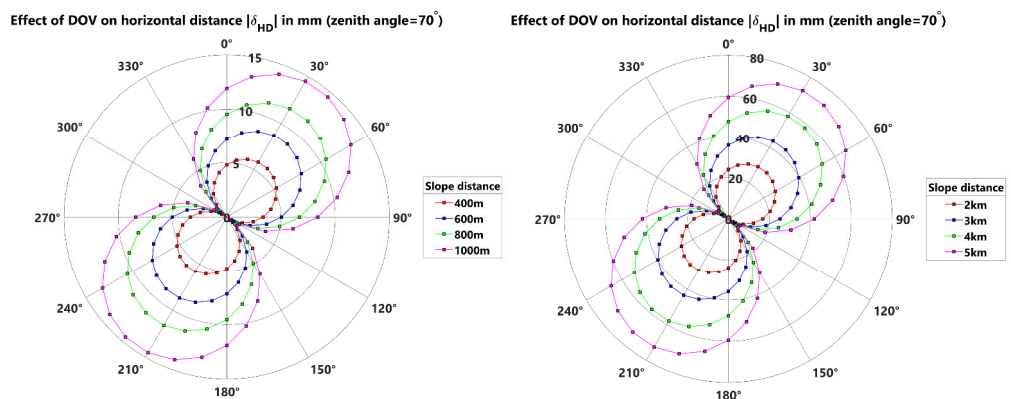 Effect of DOV on horizontal distance |δHD| in mm (zenith angle=70°)
0°
30°
60°
90°
120°
150°
180°
210°
240°
270°
300°
330°
0
5
10
15
Slope distance
400m
600m
800m
1000m
Effect of DOV on horizontal distance |δHD| in mm (zenith angle=70°)
0°
30°
60°
90°
120°
150°
180°
210°
240°
270°
300°
330°
0
20
40
60
80
Slope distance
2km
3km
4km
5km